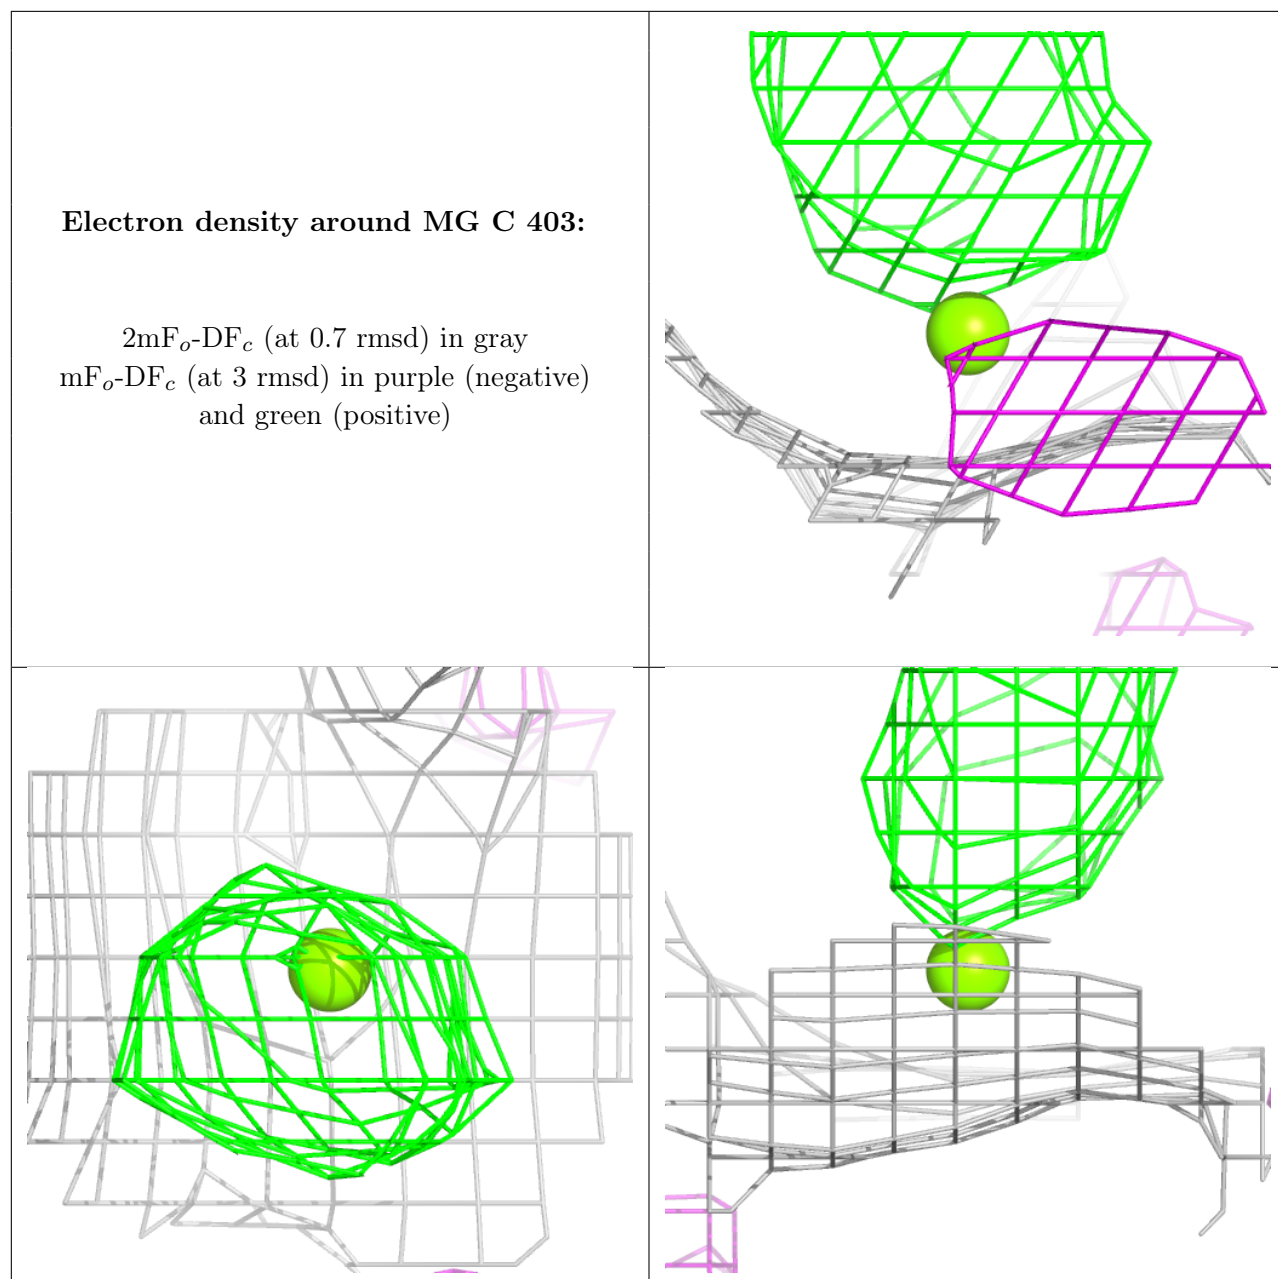 Electron density around MG C 403:
2mFo-DFc (at 0.7 rmsd) in gray
mFo-DFc (at 3 rmsd) in purple (negative)
and green (positive)